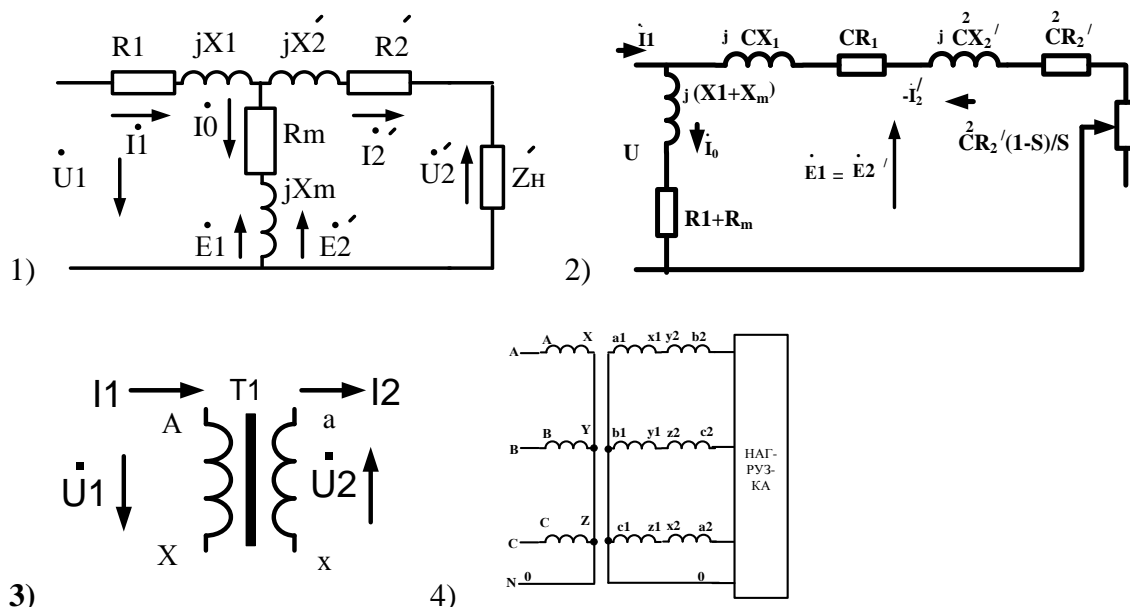 R1 jX1 jX2′ R2′
İ1 İ0 Rm İ2′
U̇1 U̇2′ Zн′
jXm
Ė1 Ė2′
1)
İ1 j CX₁ CR₁ j C²X₂′ C²R₂′
j(X1+Xm)
-İ₂′
İ₀ C²R₂′(1-S)/S
U Ė1 = Ė2′
R1+Rm
2)
I1 T1 I2
A a
U̇1 U̇2
X x
3)
A A X a1 x1 y2 b2
B B Y b1 y1 z2 c2
НАГ-
РУЗ-
КА
C C Z c1 z1 x2 a2
N 0 0
4)